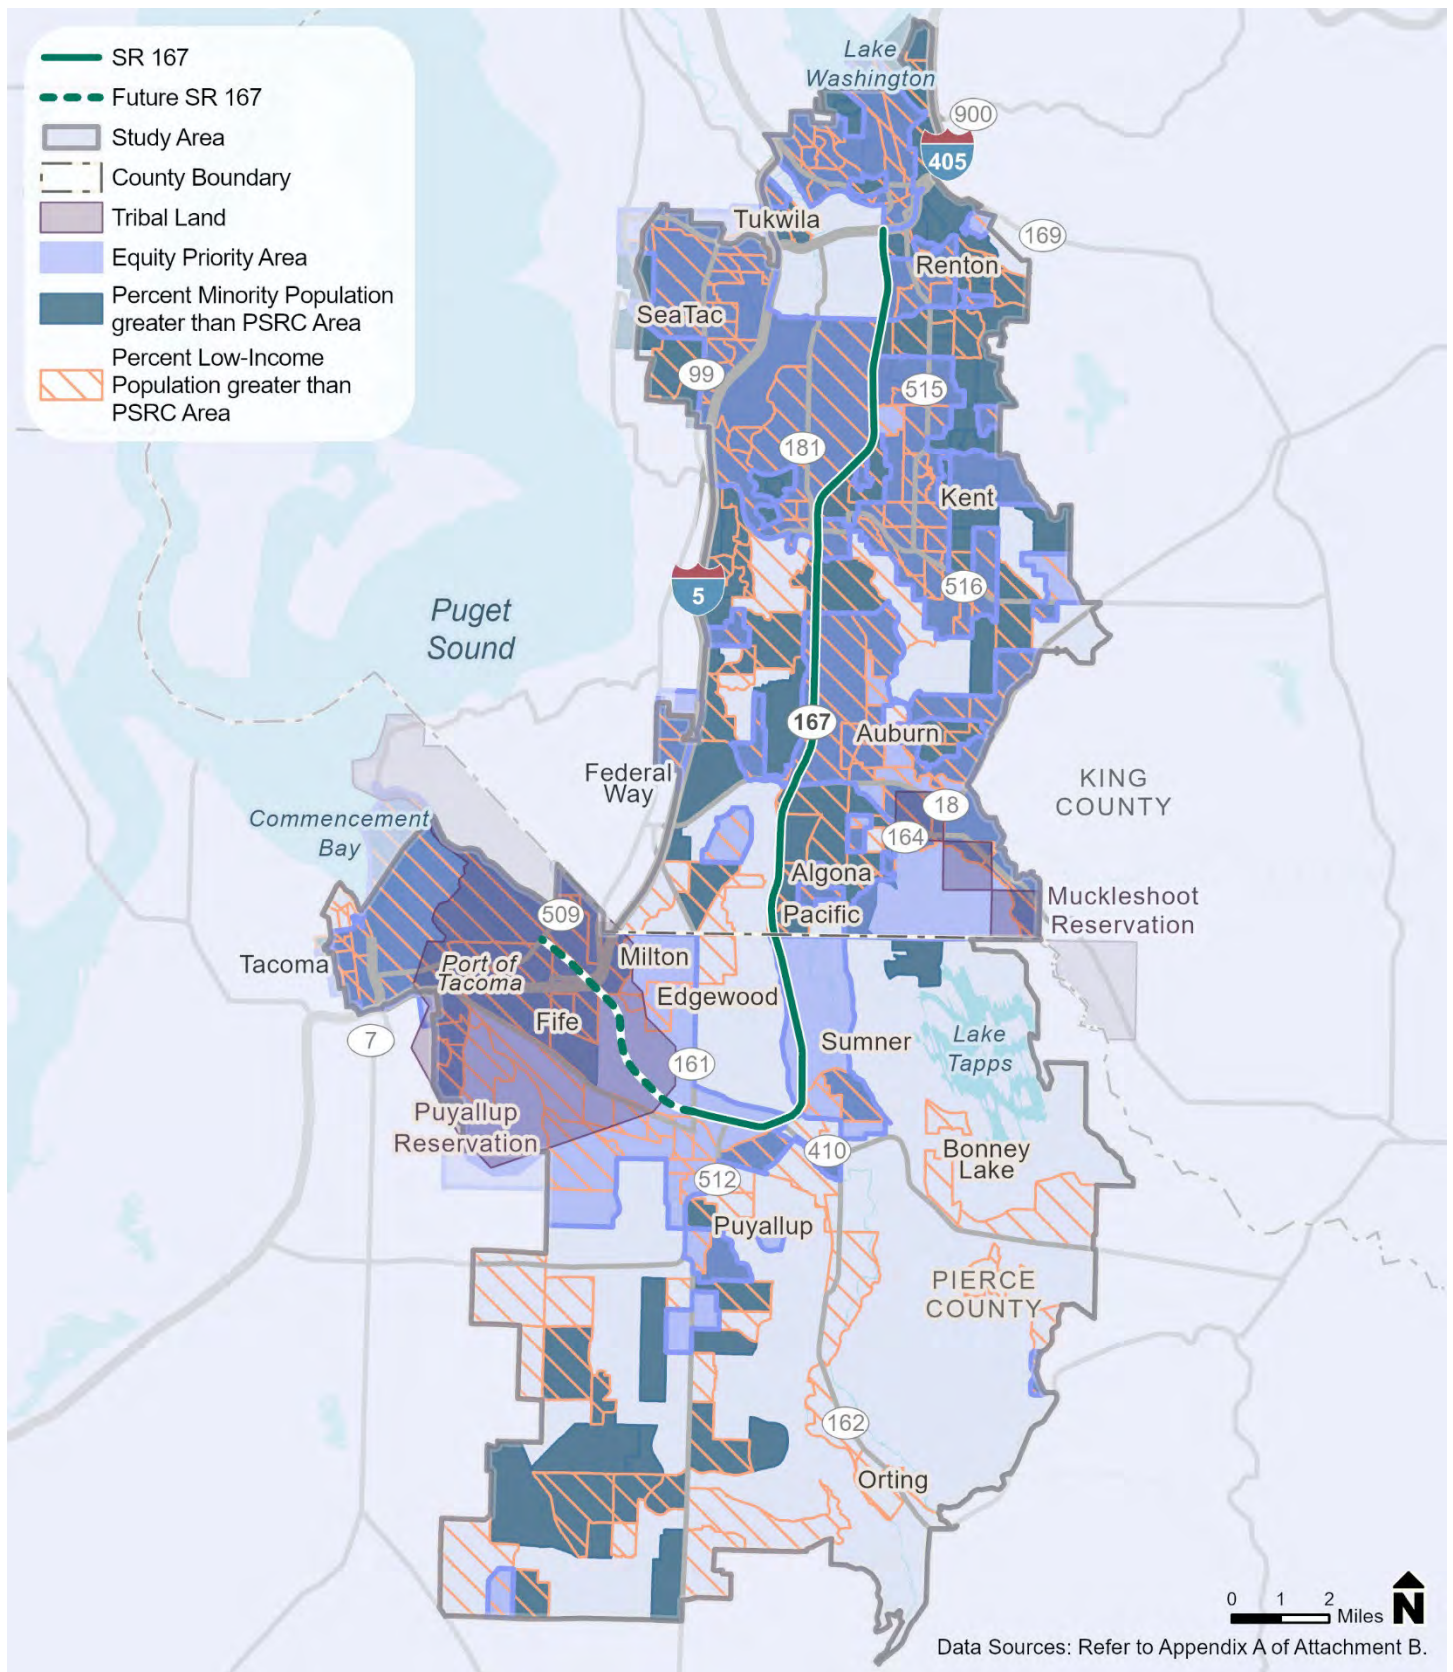 SR 167
Future SR 167
Study Area
County Boundary
Tribal Land
Equity Priority Area
Percent Minority Population
greater than PSRC Area
Percent Low-Income
Population greater than
PSRC Area
Lake
Washington
900
405
Tukwila
169
Renton
SeaTac
99
515
181
Kent
516
5
Puget
Sound
167
Auburn
Federal
Way
KING
COUNTY
18
Commencement
Bay
164
Algona
Muckleshoot
Reservation
509
Pacific
Tacoma
Port of
Tacoma
Milton
Edgewood
Fife
7
161
Sumner
Lake
Tapps
Puyallup
Reservation
410
Bonney
Lake
512
Puyallup
PIERCE
COUNTY
162
Orting
0 1 2
Miles
N
Data Sources: Refer to Appendix A of Attachment B.